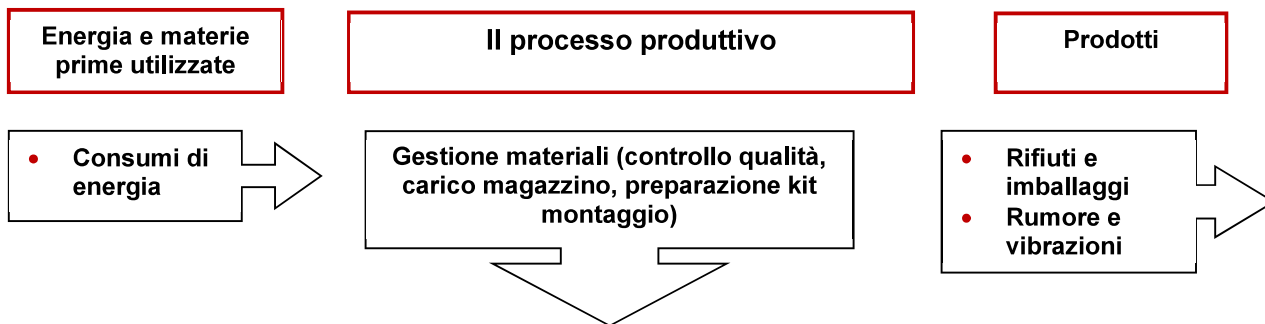 Energia e materie
prime utilizzate
Il processo produttivo
Prodotti
Consumi di
energia
Gestione materiali (controllo qualità,
carico magazzino, preparazione kit
montaggio)
Rifiuti e
imballaggi
Rumore e
vibrazioni